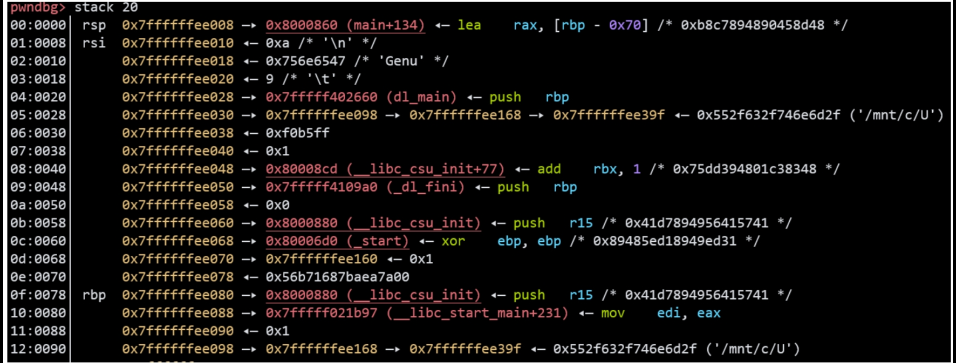 pwndbg> stack 20
00:0000│ rsp 0x7ffffffee008 —▸ 0x8000860 (main+134) ◂— lea rax, [rbp - 0x70] /* 0xb8c7894890458d48 */
01:0008│ rsi 0x7ffffffee010 ◂— 0xa /* '\n' */
02:0010│ 0x7ffffffee018 ◂— 0x756e6547 /* 'Genu' */
03:0018│ 0x7ffffffee020 ◂— 9 /* '\t' */
04:0020│ 0x7ffffffee028 —▸ 0x7fffff402660 (dl_main) ◂— push rbp
05:0028│ 0x7ffffffee030 —▸ 0x7ffffffee098 —▸ 0x7ffffffee168 —▸ 0x7ffffffee39f ◂— 0x552f632f746e6d2f ('/mnt/c/U')
06:0030│ 0x7ffffffee038 ◂— 0xf0b5ff
07:0038│ 0x7ffffffee040 ◂— 0x1
08:0040│ 0x7ffffffee048 —▸ 0x80008cd (__libc_csu_init+77) ◂— add rbx, 1 /* 0x75dd394801c38348 */
09:0048│ 0x7ffffffee050 —▸ 0x7fffff4109a0 (_dl_fini) ◂— push rbp
0a:0050│ 0x7ffffffee058 ◂— 0x0
0b:0058│ 0x7ffffffee060 —▸ 0x8000880 (__libc_csu_init) ◂— push r15 /* 0x41d7894956415741 */
0c:0060│ 0x7ffffffee068 —▸ 0x80006d0 (_start) ◂— xor ebp, ebp /* 0x89485ed18949ed31 */
0d:0068│ 0x7ffffffee070 —▸ 0x7ffffffee160 ◂— 0x1
0e:0070│ 0x7ffffffee078 ◂— 0x56b71687baea7a00
0f:0078│ rbp 0x7ffffffee080 —▸ 0x8000880 (__libc_csu_init) ◂— push r15 /* 0x41d7894956415741 */
10:0080│ 0x7ffffffee088 —▸ 0x7fffff021b97 (__libc_start_main+231) ◂— mov edi, eax
11:0088│ 0x7ffffffee090 ◂— 0x1
12:0090│ 0x7ffffffee098 —▸ 0x7ffffffee168 —▸ 0x7ffffffee39f ◂— 0x552f632f746e6d2f ('/mnt/c/U')